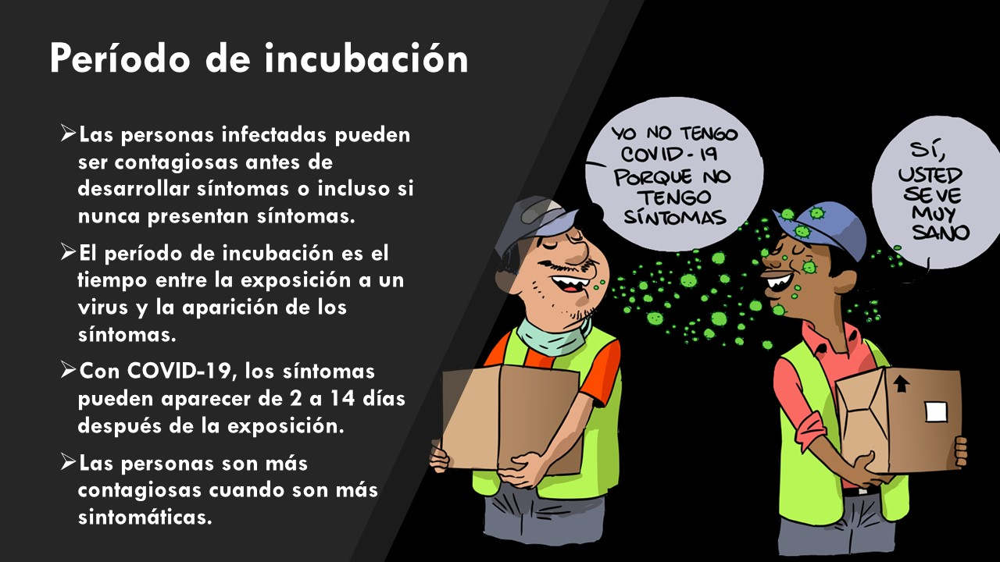 Período de incubación
Las personas infectadas pueden
ser contagiosas antes de
desarrollar síntomas o incluso si
nunca presentan síntomas.
El período de incubación es el
tiempo entre la exposición a un
virus y la aparición de los
síntomas.
Con COVID-19, los síntomas
pueden aparecer de 2 a 14 días
después de la exposición.
Las personas son más
contagiosas cuando son más
sintomáticas.
YO NO TENGO
COVID-19
PORQUE NO
TENGO
SÍNTOMAS
SÍ,
USTED
SE VE
MUY
SANO